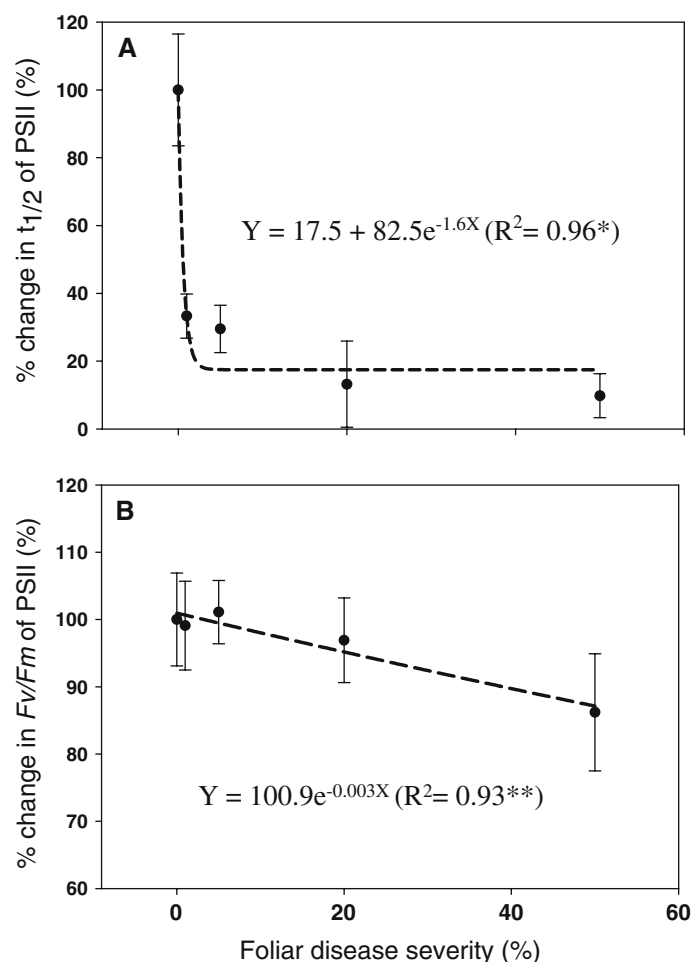 120
A
100
80
60
40
20
0
% change in t1/2 of PSII (%)
Y = 17.5 + 82.5e-1.6X (R2= 0.96*)
120
B
110
100
90
80
70
60
% change in Fv/Fm of PSII (%)
Y = 100.9e-0.003X (R2= 0.93**)
0 20 40 60
Foliar disease severity (%)